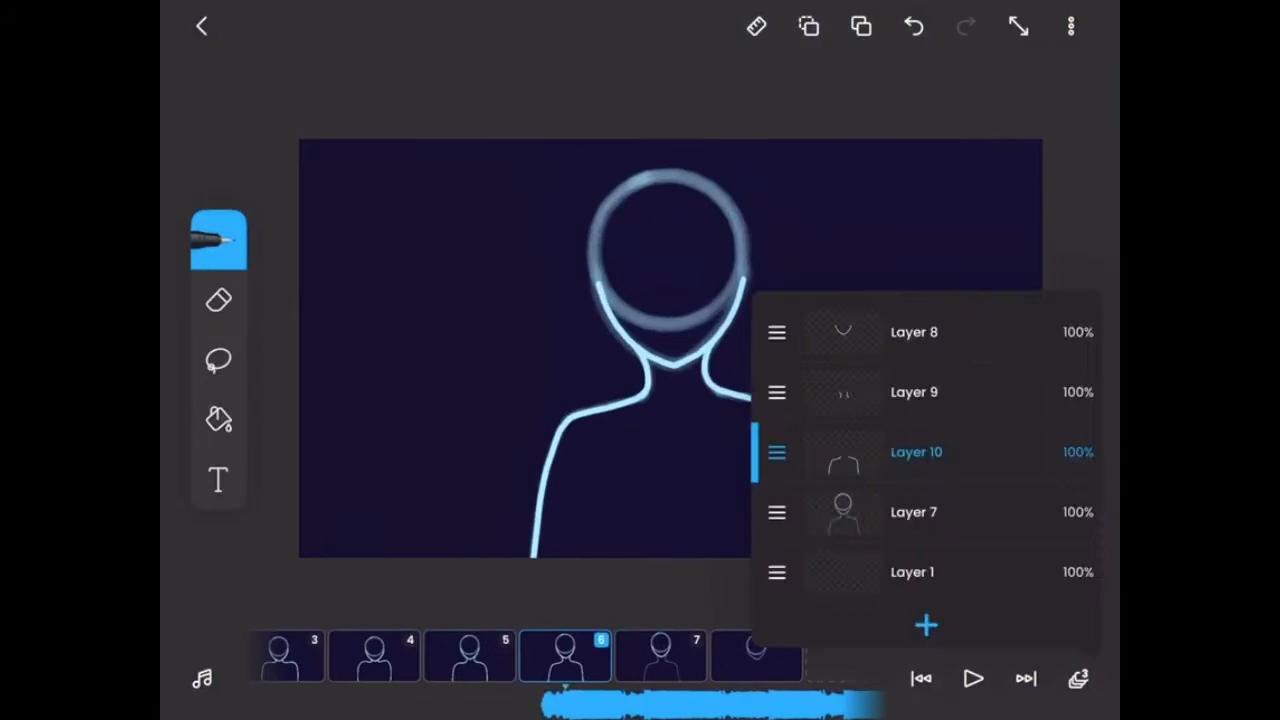 Layer 8 100%
Layer 9 100%
Layer 10 100%
Layer 7 100%
Layer 1 100%
3 4 5 6 7
3